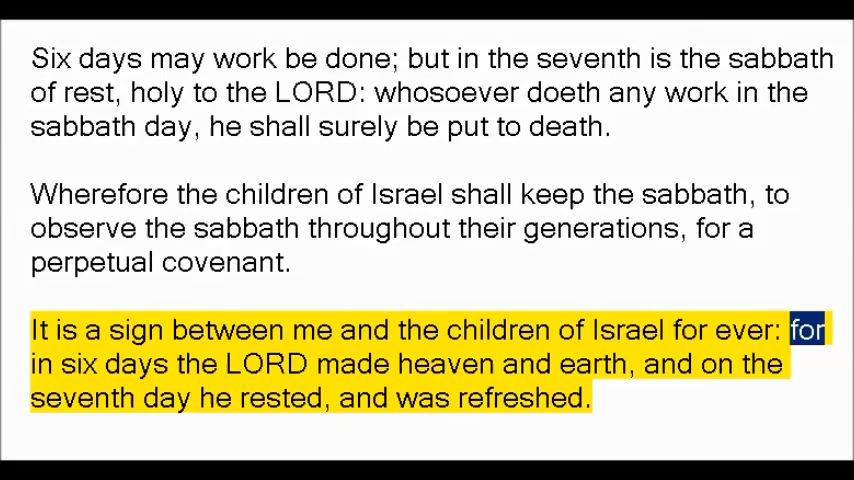 Six days may work be done; but in the seventh is the sabbath
of rest, holy to the LORD: whosoever doeth any work in the
sabbath day, he shall surely be put to death.
Wherefore the children of Israel shall keep the sabbath, to
observe the sabbath throughout their generations, for a
perpetual covenant.
It is a sign between me and the children of Israel for ever: for
in six days the LORD made heaven and earth, and on the
seventh day he rested, and was refreshed.